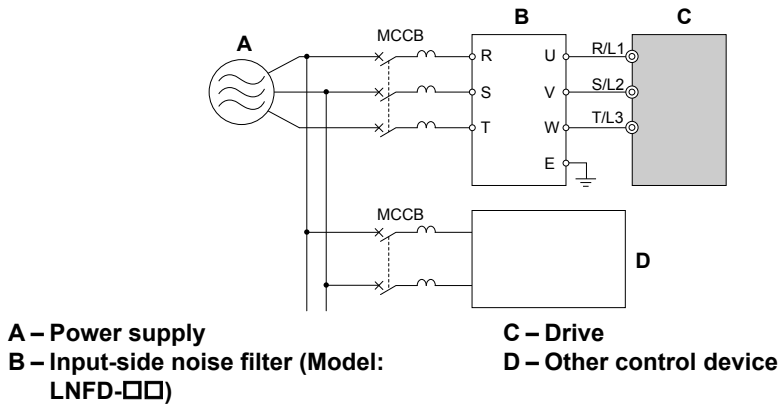 B
C
A
MCCB
R
U
R/L1
S
V
S/L2
T
W
T/L3
E
MCCB
D
A – Power supply
B – Input-side noise filter (Model:
LNFD-□□)
C – Drive
D – Other control device